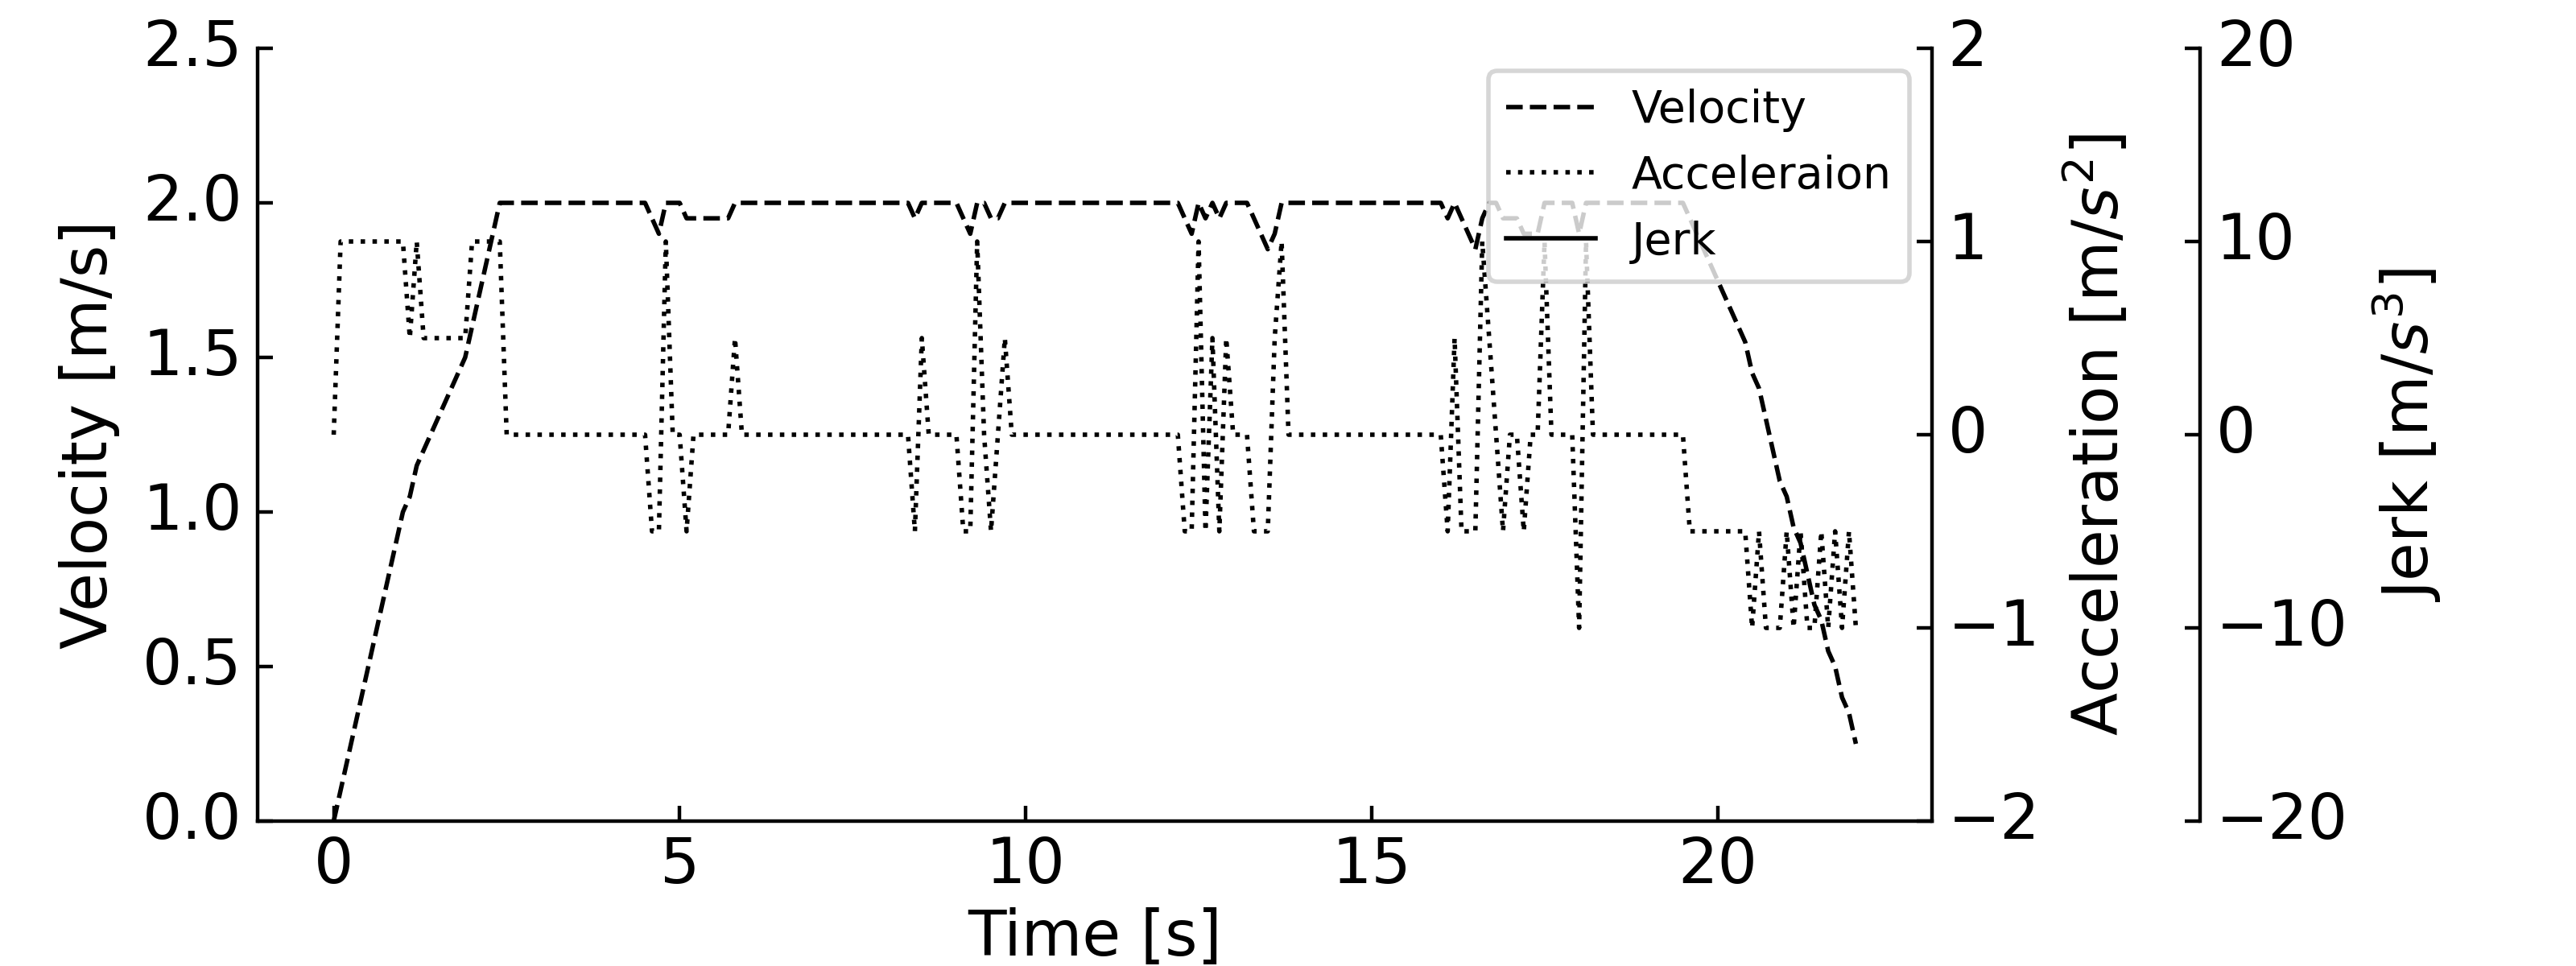 Velocity [m/s]
2.5
2.0
1.5
1.0
0.5
0.0
0 5 10 15 20
Time [s]
Velocity
Acceleraion
Jerk
2
1
0
−1
−2
Acceleration [m/s²]
20
10
0
−10
−20
Jerk [m/s³]